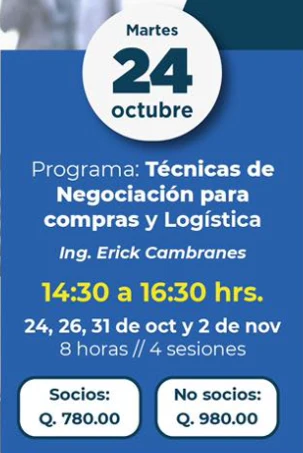 Martes
24
octubre
Programa: Técnicas de
Negociación para
compras y Logística
Ing. Erick Cambranes
14:30 a 16:30 hrs.
24, 26, 31 de oct y 2 de nov
8 horas // 4 sesiones
Socios:
Q. 780.00
No socios:
Q. 980.00